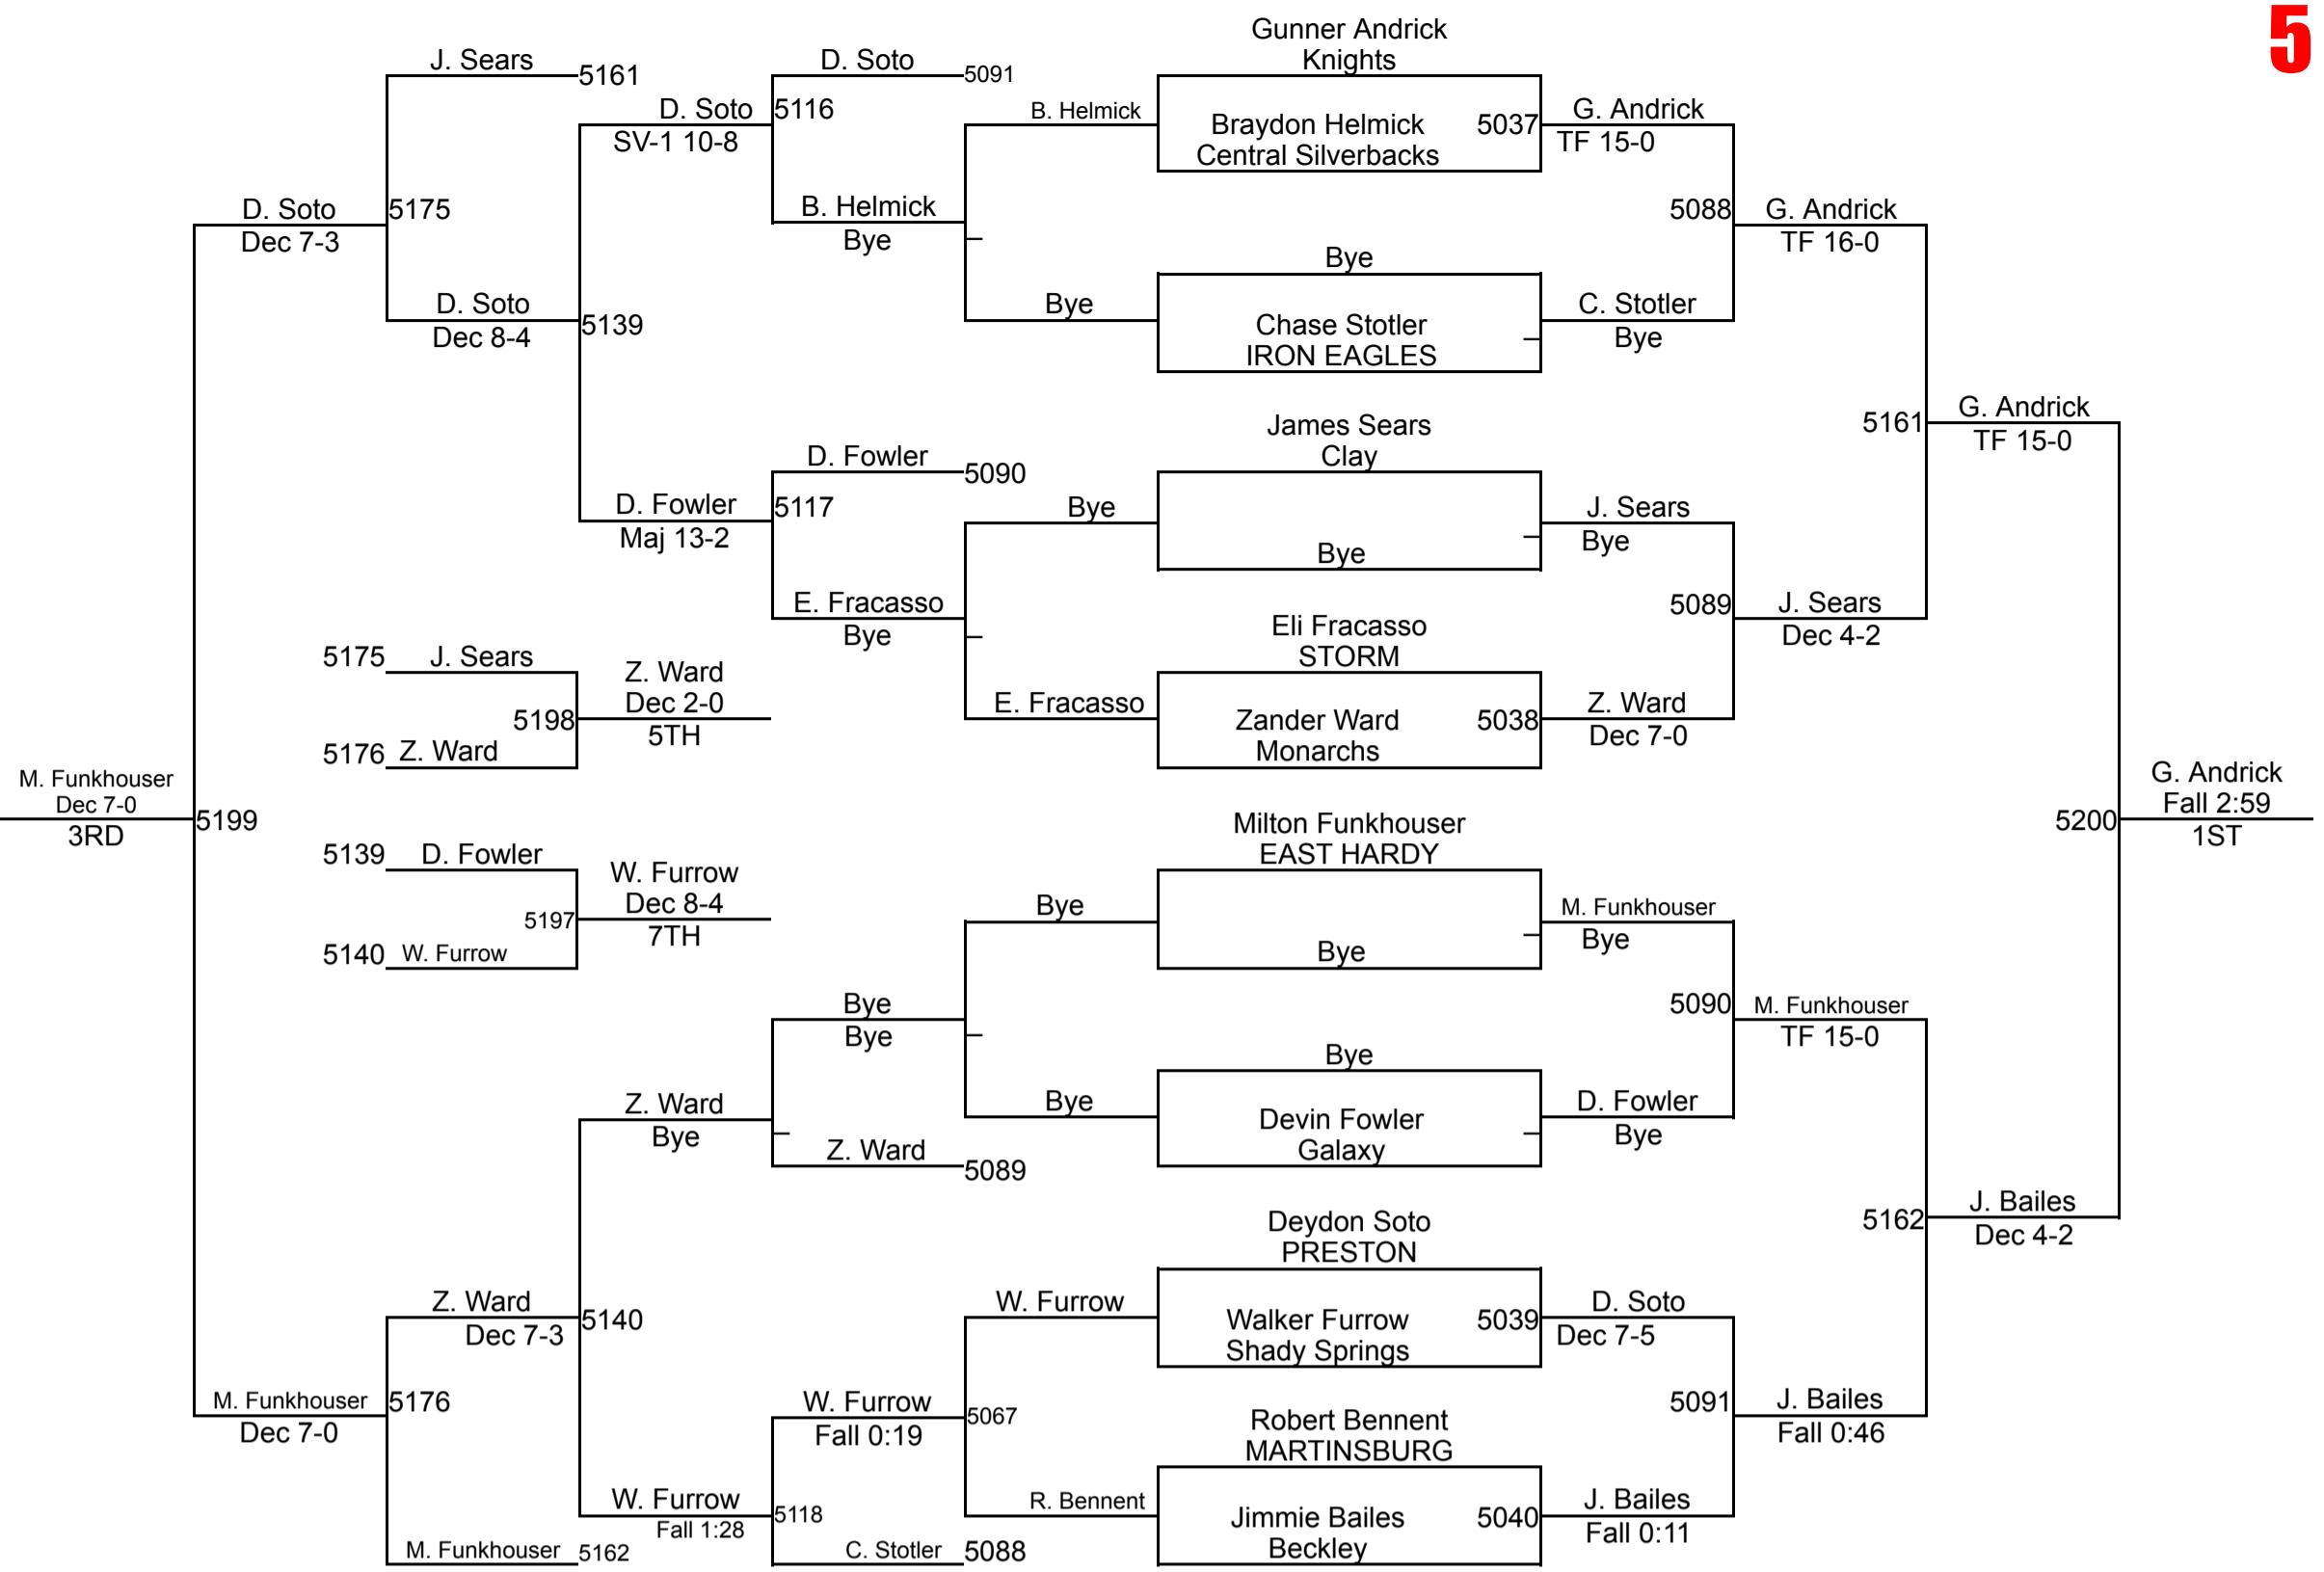 5
Gunner Andrick
Knights
J. Sears
5161
D. Soto
5091
D. Soto
5116
B. Helmick
Braydon Helmick
5037
G. Andrick
SV-1 10-8
Central Silverbacks
TF 15-0
D. Soto
5175
B. Helmick
5088
G. Andrick
Dec 7-3
Bye
TF 16-0
Bye
D. Soto
5139
Bye
Chase Stotler
C. Stotler
Dec 8-4
IRON EAGLES
Bye
James Sears
5161
G. Andrick
D. Fowler
5090
Clay
TF 15-0
D. Fowler
5117
Bye
J. Sears
Maj 13-2
Bye
Bye
E. Fracasso
5089
J. Sears
Bye
Eli Fracasso
Dec 4-2
5175
J. Sears
STORM
Z. Ward
Dec 2-0
5198
5TH
E. Fracasso
Zander Ward
5038
Z. Ward
5176
Z. Ward
Monarchs
Dec 7-0
M. Funkhouser
Dec 7-0
3RD
5199
G. Andrick
Fall 2:59
5200
1ST
Milton Funkhouser
5139
D. Fowler
EAST HARDY
W. Furrow
Dec 8-4
5197
7TH
5140
W. Furrow
Bye
M. Funkhouser
Bye
Bye
Bye
5090
M. Funkhouser
Bye
TF 15-0
Bye
Z. Ward
Bye
Devin Fowler
D. Fowler
Bye
Z. Ward
5089
Galaxy
Bye
Deydon Soto
5162
J. Bailes
PRESTON
Dec 4-2
Z. Ward
5140
W. Furrow
Walker Furrow
5039
D. Soto
Dec 7-3
Shady Springs
Dec 7-5
M. Funkhouser
5176
W. Furrow
5067
5091
J. Bailes
Dec 7-0
Fall 0:19
Robert Bennent
Fall 0:46
MARTINSBURG
W. Furrow
5118
R. Bennent
Jimmie Bailes
5040
J. Bailes
Fall 1:28
Fall 0:11
M. Funkhouser
5162
C. Stotler
5088
Beckley